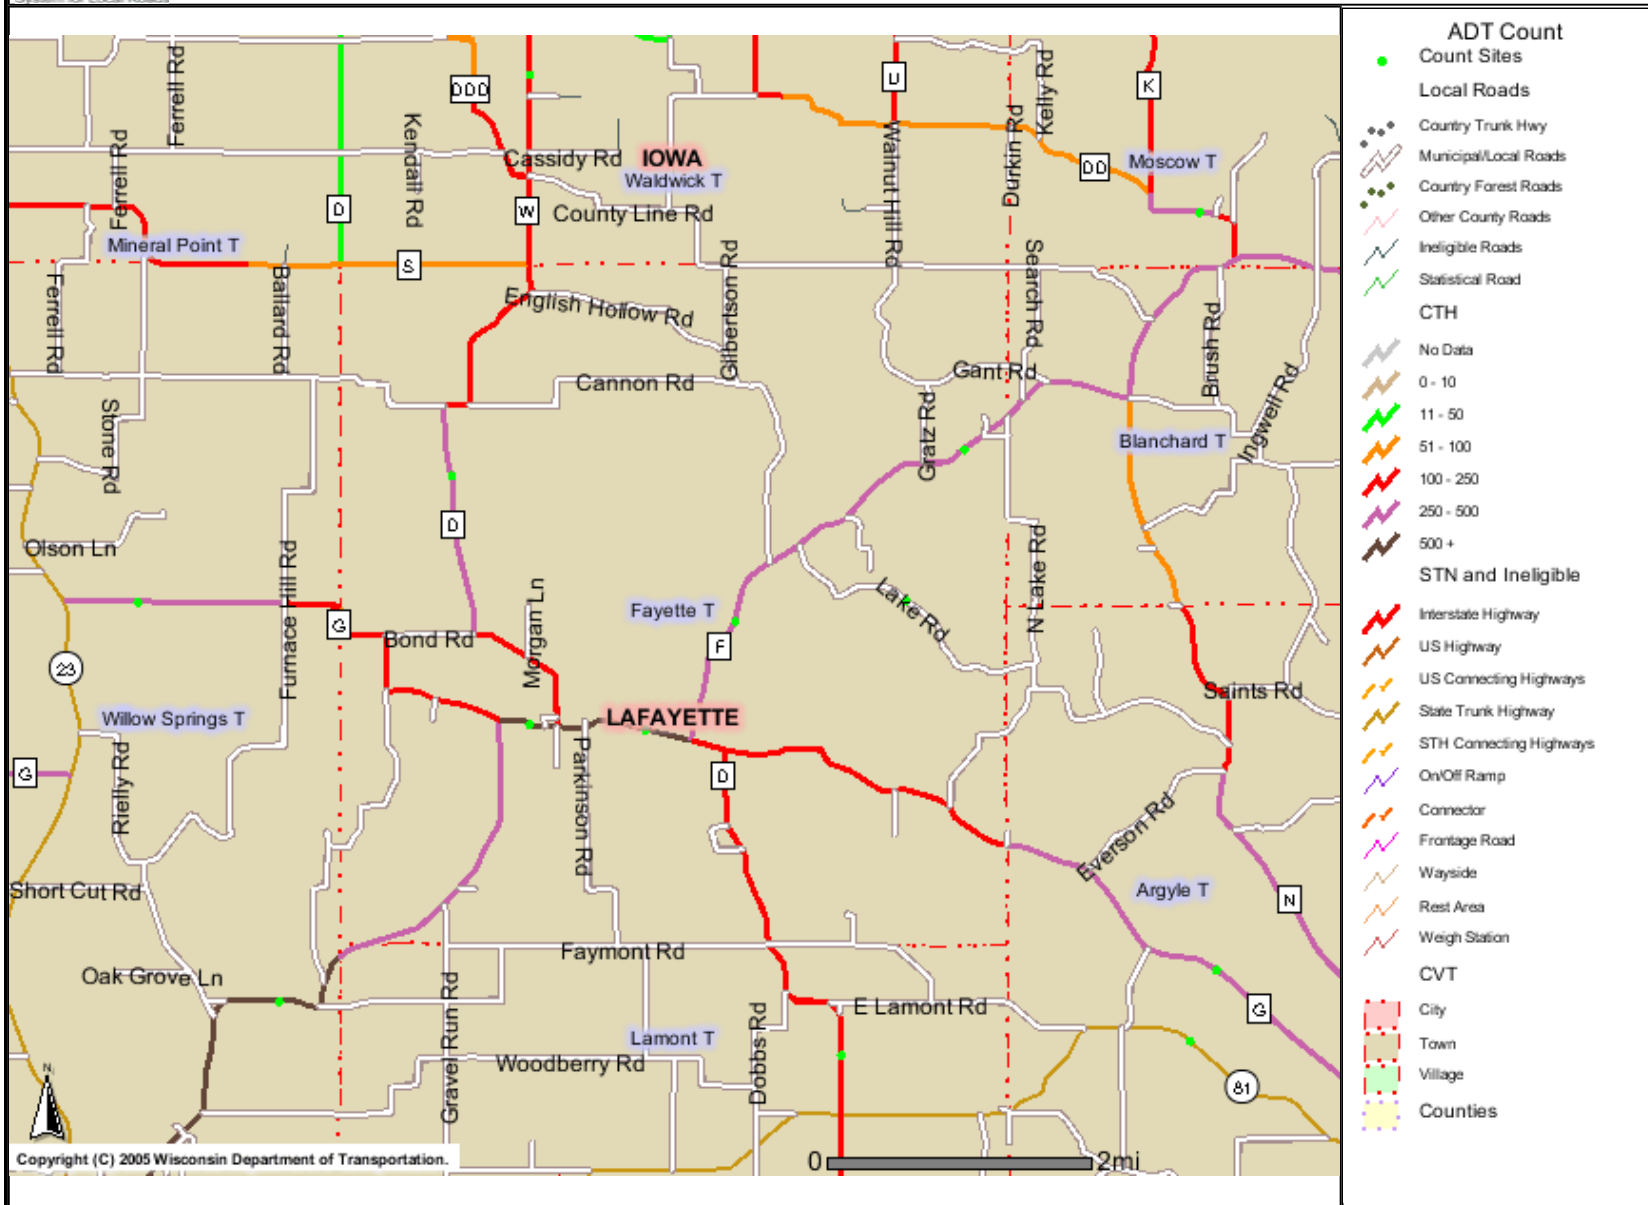 ADT Count
Count Sites
Local Roads
Country Trunk Hwy
Municipal/Local Roads
Country Forest Roads
Other County Roads
Ineligible Roads
Statistical Road
CTH
No Data
0 - 10
11 - 50
51 - 100
100 - 250
250 - 500
500 +
STN and Ineligible
Interstate Highway
US Highway
US Connecting Highways
State Trunk Highway
STH Connecting Highways
On/Off Ramp
Connector
Frontage Road
Wayside
Rest Area
Weigh Station
CVT
City
Town
Village
Counties
Ferrell Rd
DDD
U
Kelly Rd
K
Ferrell Rd
Kendall Rd
Cassidy Rd
IOWA
Waldwick T
Walnut Hill Rd
Durkin Rd
DD
Moscow T
D
W
County Line Rd
Mineral Point T
S
Ferrell Rd
Ballard Rd
English Hollow Rd
Gilbertson Rd
Search Rd
Brush Rd
Cannon Rd
Gant Rd
Ingwell Rd
Stone Rd
Gratz Rd
Blanchard T
D
Olson Ln
Furnace Hill Rd
Morgan Ln
Fayette T
Lake Rd
N Lake Rd
G
Bond Rd
F
23
Willow Springs T
LAFAYETTE
Saints Rd
G
Rielly Rd
Parkinson Rd
D
Everson Rd
Short Cut Rd
Argyle T
N
Oak Grove Ln
Faymont Rd
Gravel Run Rd
Lamont T
Dobbs Rd
E Lamont Rd
G
Woodberry Rd
81
N
Copyright (C) 2005 Wisconsin Department of Transportation.
0
2mi